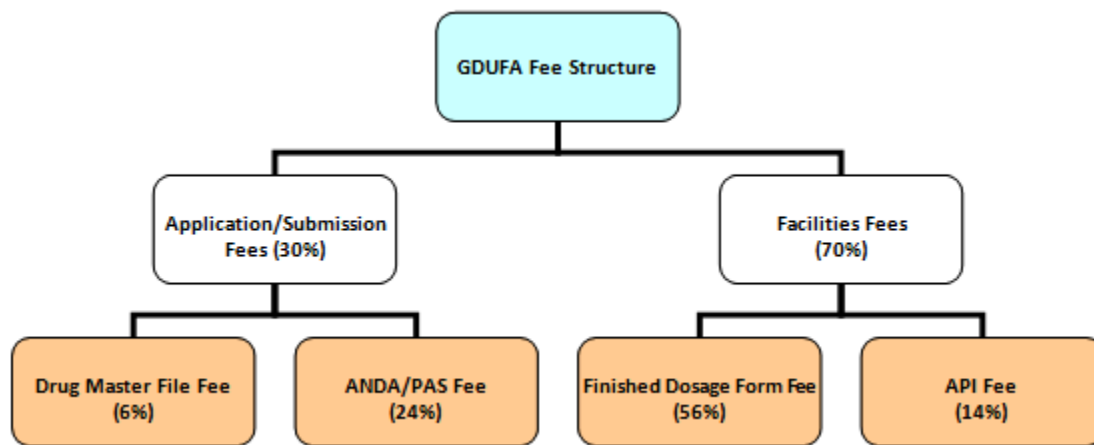 GDUFA Fee Structure
Application/Submission
Fees (30%)
Facilities Fees
(70%)
Drug Master File Fee
(6%)
ANDA/PAS Fee
(24%)
Finished Dosage Form Fee
(56%)
API Fee
(14%)